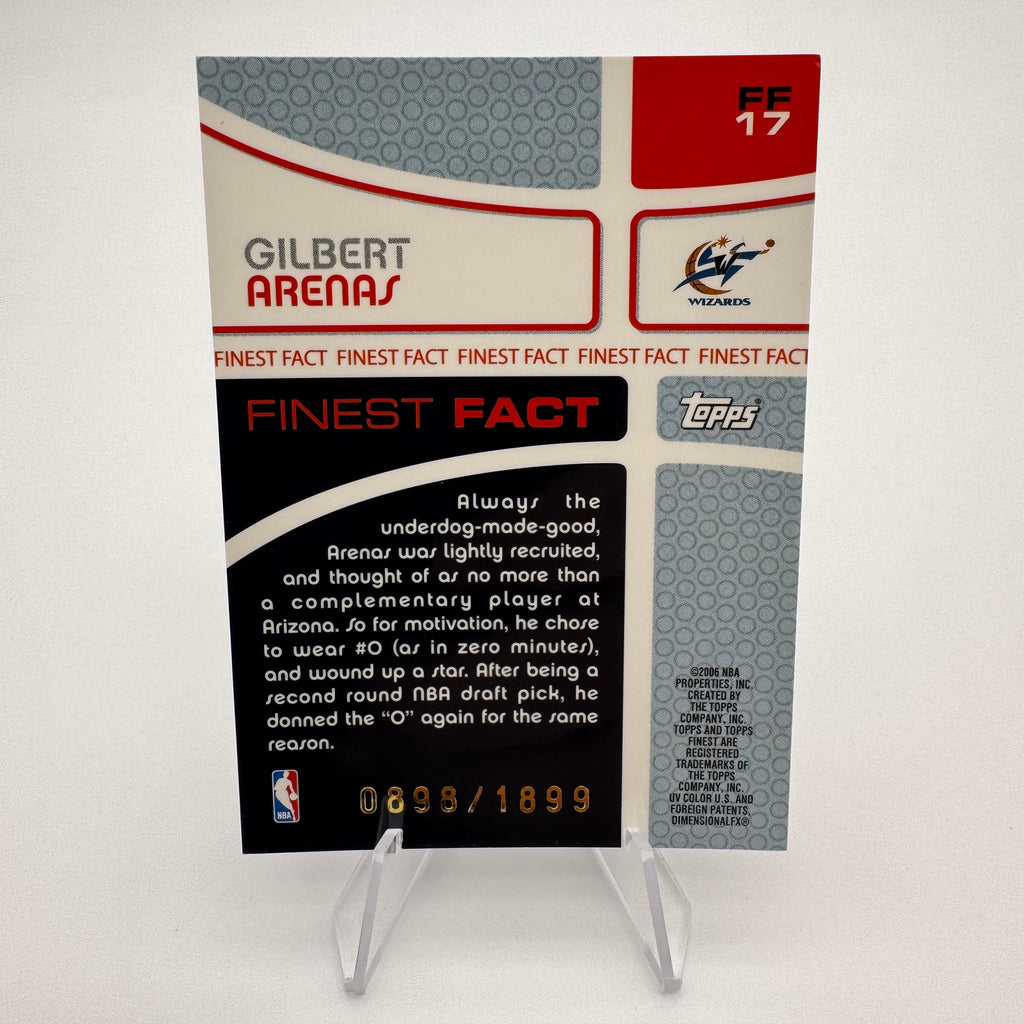 FF
17
GILBERT
ARENAS
WIZARDS
FINEST FACT FINEST FACT FINEST FACT FINEST FACT FINEST FACT
FINEST FACT
Topps®
Always the
underdog-made-good,
Arenas was lightly recruited,
and thought of as no more than
a complementary player at
Arizona. So for motivation, he chose
to wear #0 (as in zero minutes),
and wound up a star. After being a
second round NBA draft pick, he
donned the “0” again for the same
reason.
NBA
0898/1899
©2006 NBA
PROPERTIES, INC.
CREATED BY
THE TOPPS
COMPANY, INC.
TOPPS AND TOPPS
FINEST ARE
REGISTERED
TRADEMARKS OF
THE TOPPS
COMPANY, INC.
UV COLOR U.S. AND
FOREIGN PATENTS,
DIMENSIONALFX®